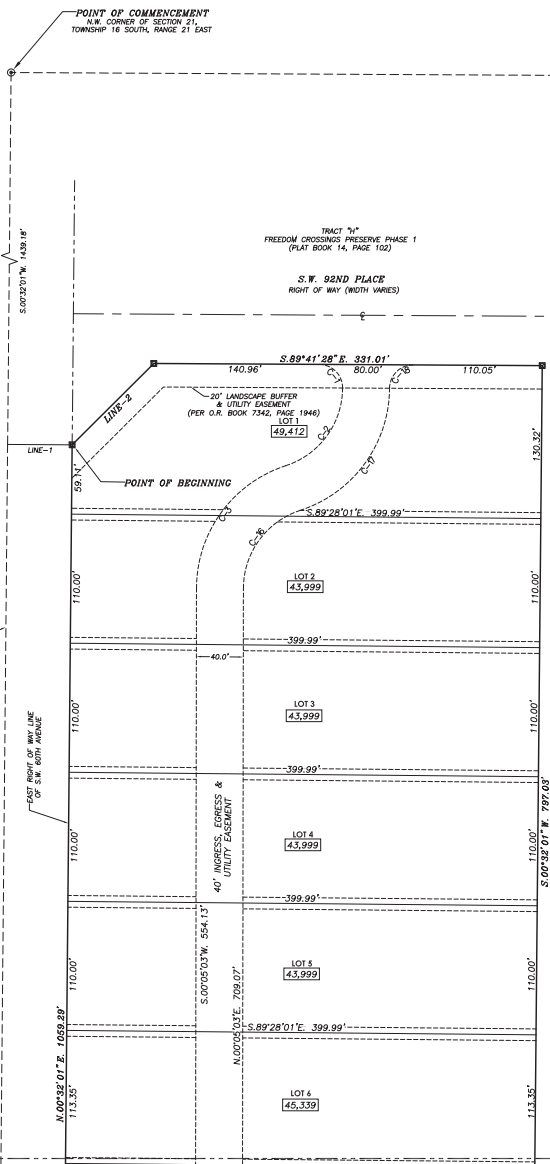 POINT OF COMMENCEMENT
N.W. CORNER OF SECTION 21,
TOWNSHIP 16 SOUTH, RANGE 21 EAST
S.00°32'01"W. 1439.18'
TRACT "H"
FREEDOM CROSSINGS PRESERVE PHASE 1
(PLAT BOOK 14, PAGE 102)
S.W. 92ND PLACE
RIGHT OF WAY (WIDTH VARIES)
S.89°41'28"E. 331.01'
140.96'
80.00'
110.05'
C-1
C-18
LINE-2
20' LANDSCAPE BUFFER
& UTILITY EASEMENT
(PER O.R. BOOK 7342, PAGE 1946)
LOT 1
49,412
C-2
C-17
130.32'
LINE-1
59.14'
POINT OF BEGINNING
C-3
S.89°28'01"E. 399.99'
C-16
LOT 2
43,999
110.00'
110.00'
399.99'
40.0'
LOT 3
43,999
110.00'
110.00'
399.99'
EAST RIGHT OF WAY LINE
OF S.W. 60TH AVENUE
40' INGRESS, EGRESS &
UTILITY EASEMENT
LOT 4
43,999
110.00'
110.00'
S.00°32'01"W. 797.03'
399.99'
LOT 5
43,999
110.00'
110.00'
S.00°05'03"W. 554.13'
N.00°05'03"E. 709.07'
S.89°28'01"E. 399.99'
N.00°32'01"E. 1059.29'
LOT 6
45,339
113.35'
113.35'